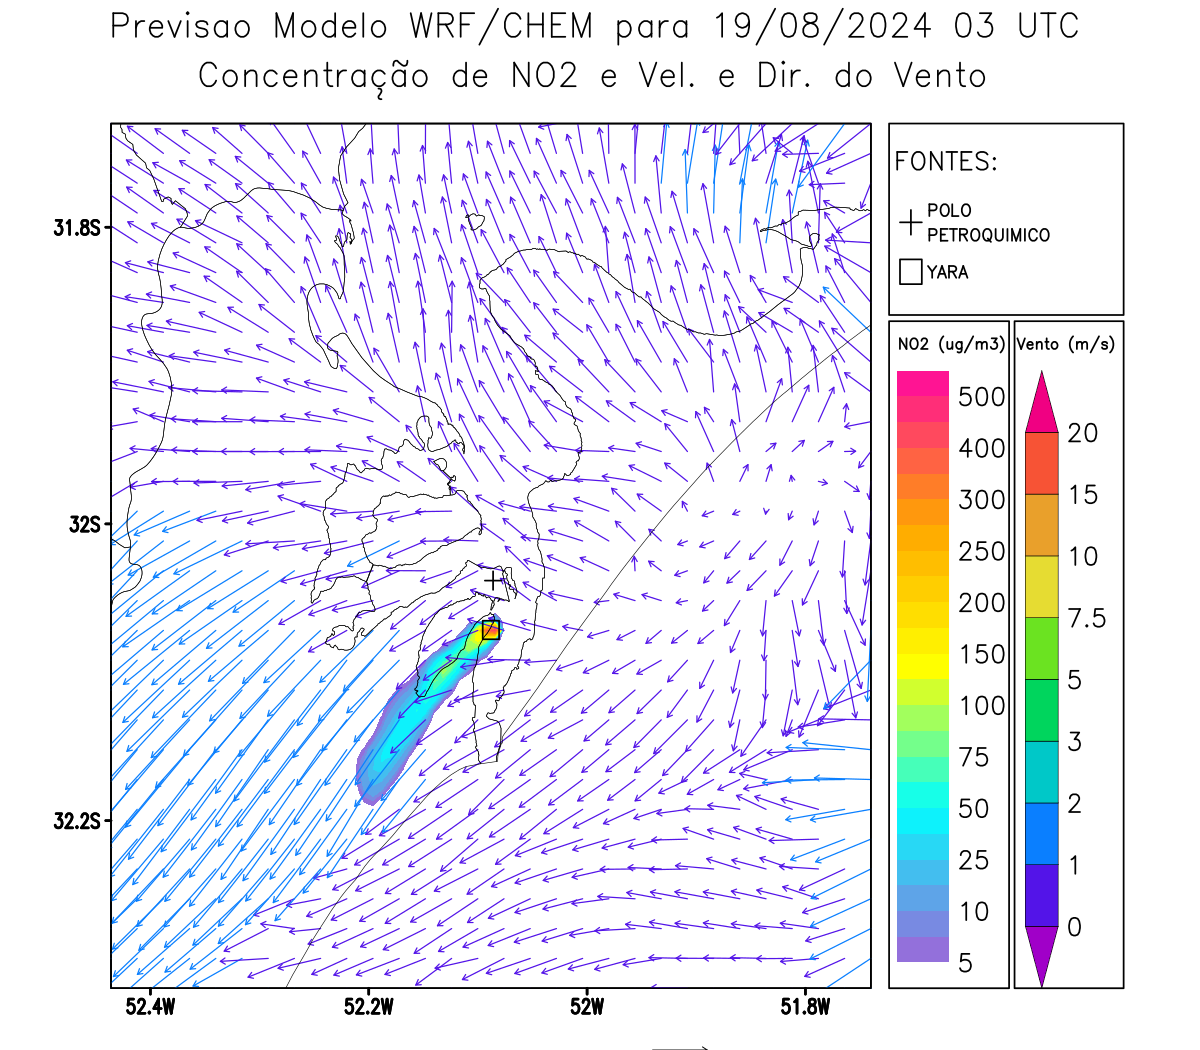 Previsao Modelo WRF/CHEM para 19/08/2024 03 UTC
Concentração de NO2 e Vel. e Dir. do Vento
FONTES:
POLO
PETROQUIMICO
YARA
NO2 (ug/m3)
500
400
300
250
200
150
100
75
50
25
10
5
Vento (m/s)
20
15
10
7.5
5
3
2
1
0
31.8S
32S
32.2S
52.4W
52.2W
52W
51.8W